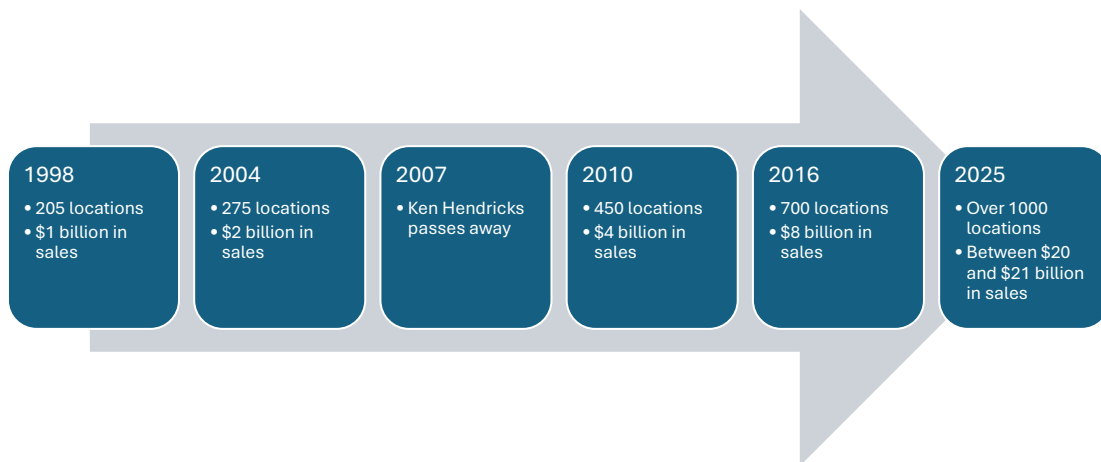 1998
• 205 locations
• $1 billion in
sales
2004
• 275 locations
• $2 billion in
sales
2007
• Ken Hendricks
passes away
2010
• 450 locations
• $4 billion in
sales
2016
• 700 locations
• $8 billion in
sales
2025
• Over 1000
locations
• Between $20
and $21 billion
in sales